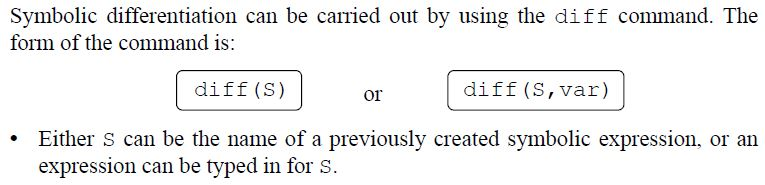 Symbolic differentiation can be carried out by using the diff command. The
form of the command is:
diff(S) or diff(S,var)
• Either S can be the name of a previously created symbolic expression, or an
expression can be typed in for S.